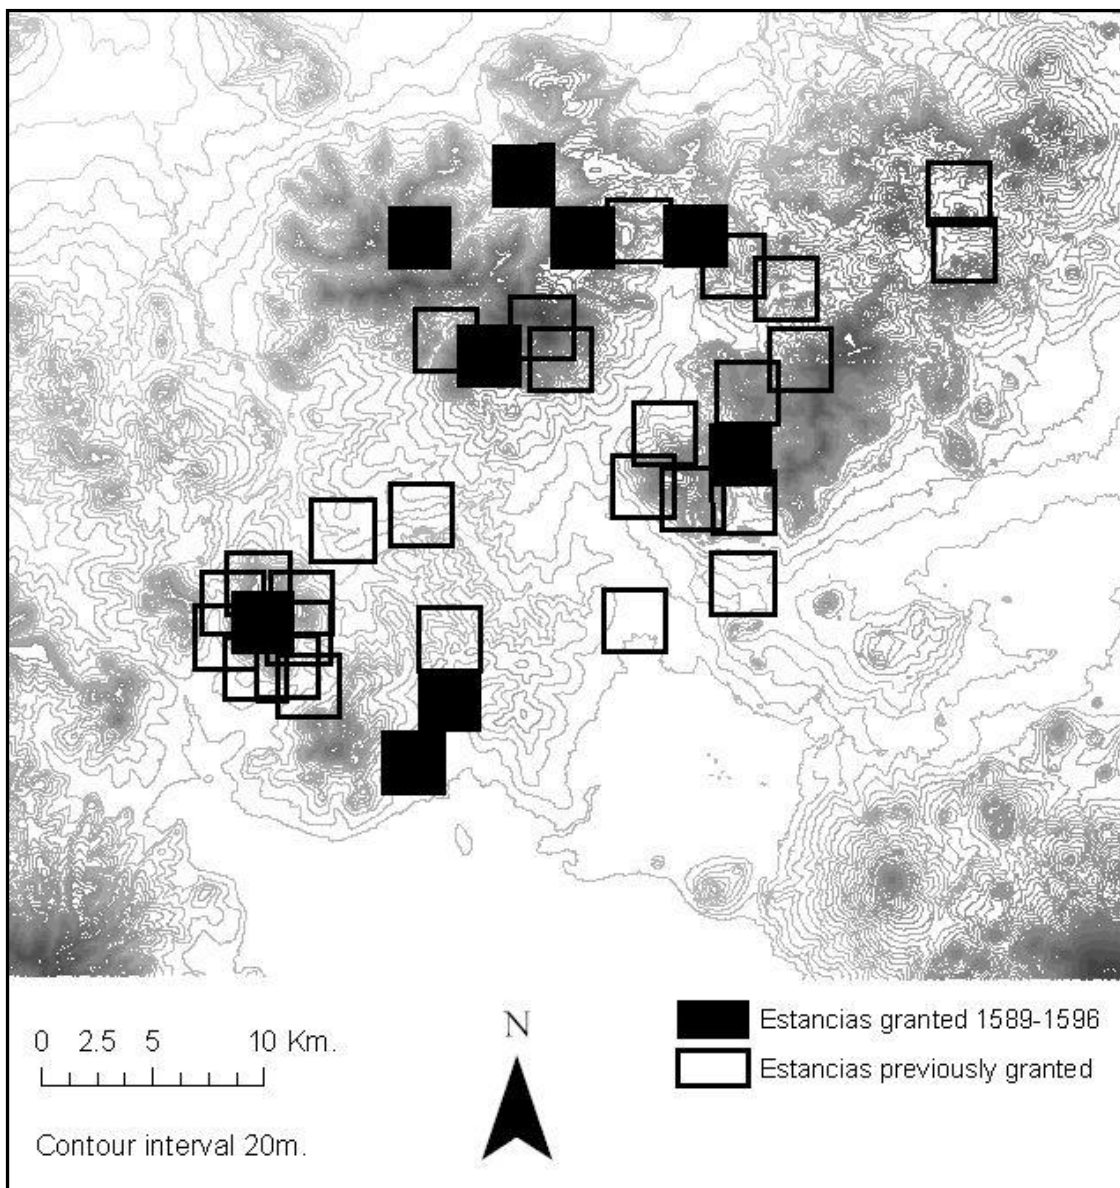 N
Estancias granted 1589-1596
0 2.5 5 10 Km.
Estancias previously granted
Contour interval 20m.